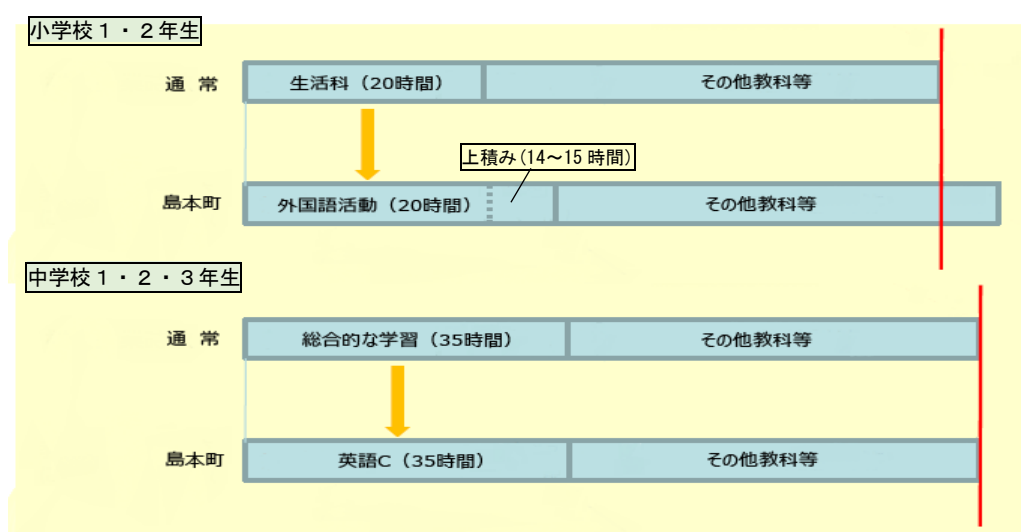 小学校１・２年生
通 常
生活科（20時間）
その他教科等
上積み(14～15時間)
島本町
外国語活動（20時間）
その他教科等
中学校１・２・３年生
通 常
総合的な学習（35時間）
その他教科等
島本町
英語C（35時間）
その他教科等